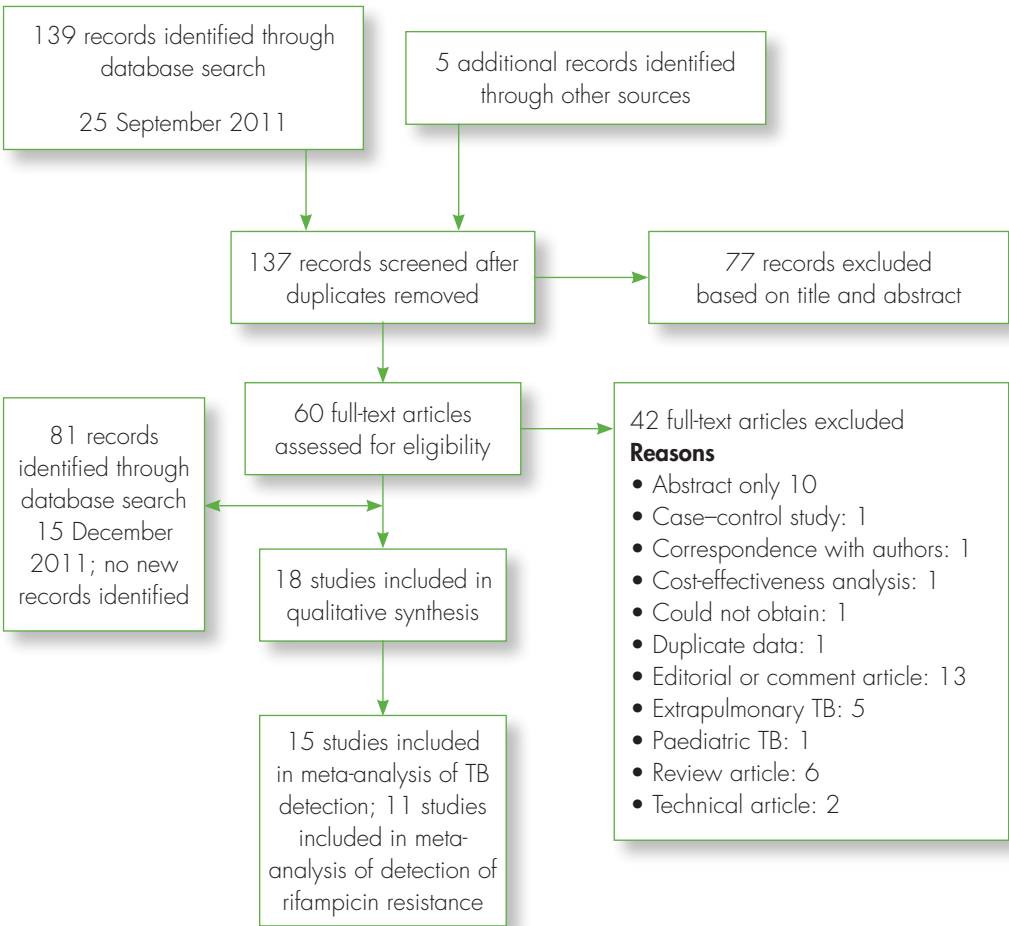 139 records identified through
database search
25 September 2011
5 additional records identified
through other sources
137 records screened after
duplicates removed
77 records excluded
based on title and abstract
60 full-text articles
assessed for eligibility
42 full-text articles excluded
Reasons
• Abstract only 10
• Case–control study: 1
• Correspondence with authors: 1
• Cost-effectiveness analysis: 1
• Could not obtain: 1
• Duplicate data: 1
• Editorial or comment article: 13
• Extrapulmonary TB: 5
• Paediatric TB: 1
• Review article: 6
• Technical article: 2
81 records
identified through
database search
15 December
2011; no new
records identified
18 studies included in
qualitative synthesis
15 studies included
in meta-analysis of TB
detection; 11 studies
included in meta-
analysis of detection of
rifampicin resistance